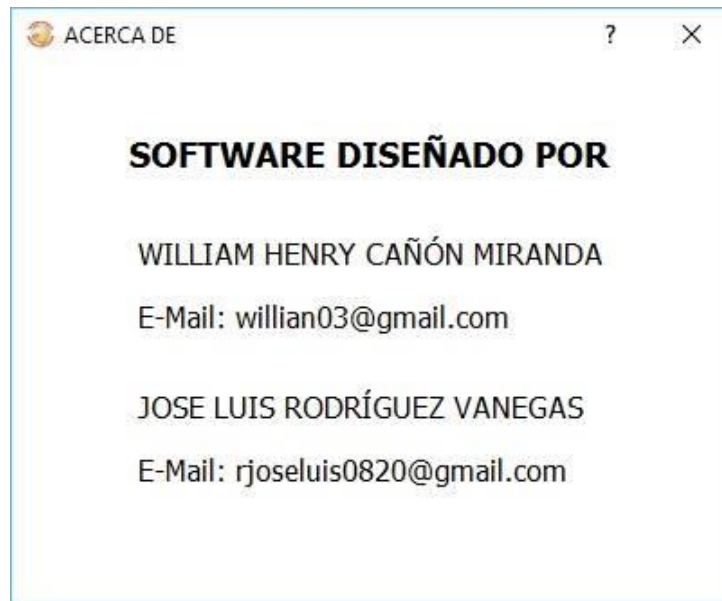 ACERCA DE
SOFTWARE DISEÑADO POR
WILLIAM HENRY CAÑÓN MIRANDA
E-Mail: willian03@gmail.com
JOSE LUIS RODRÍGUEZ VANEGAS
E-Mail: rjoseluis0820@gmail.com